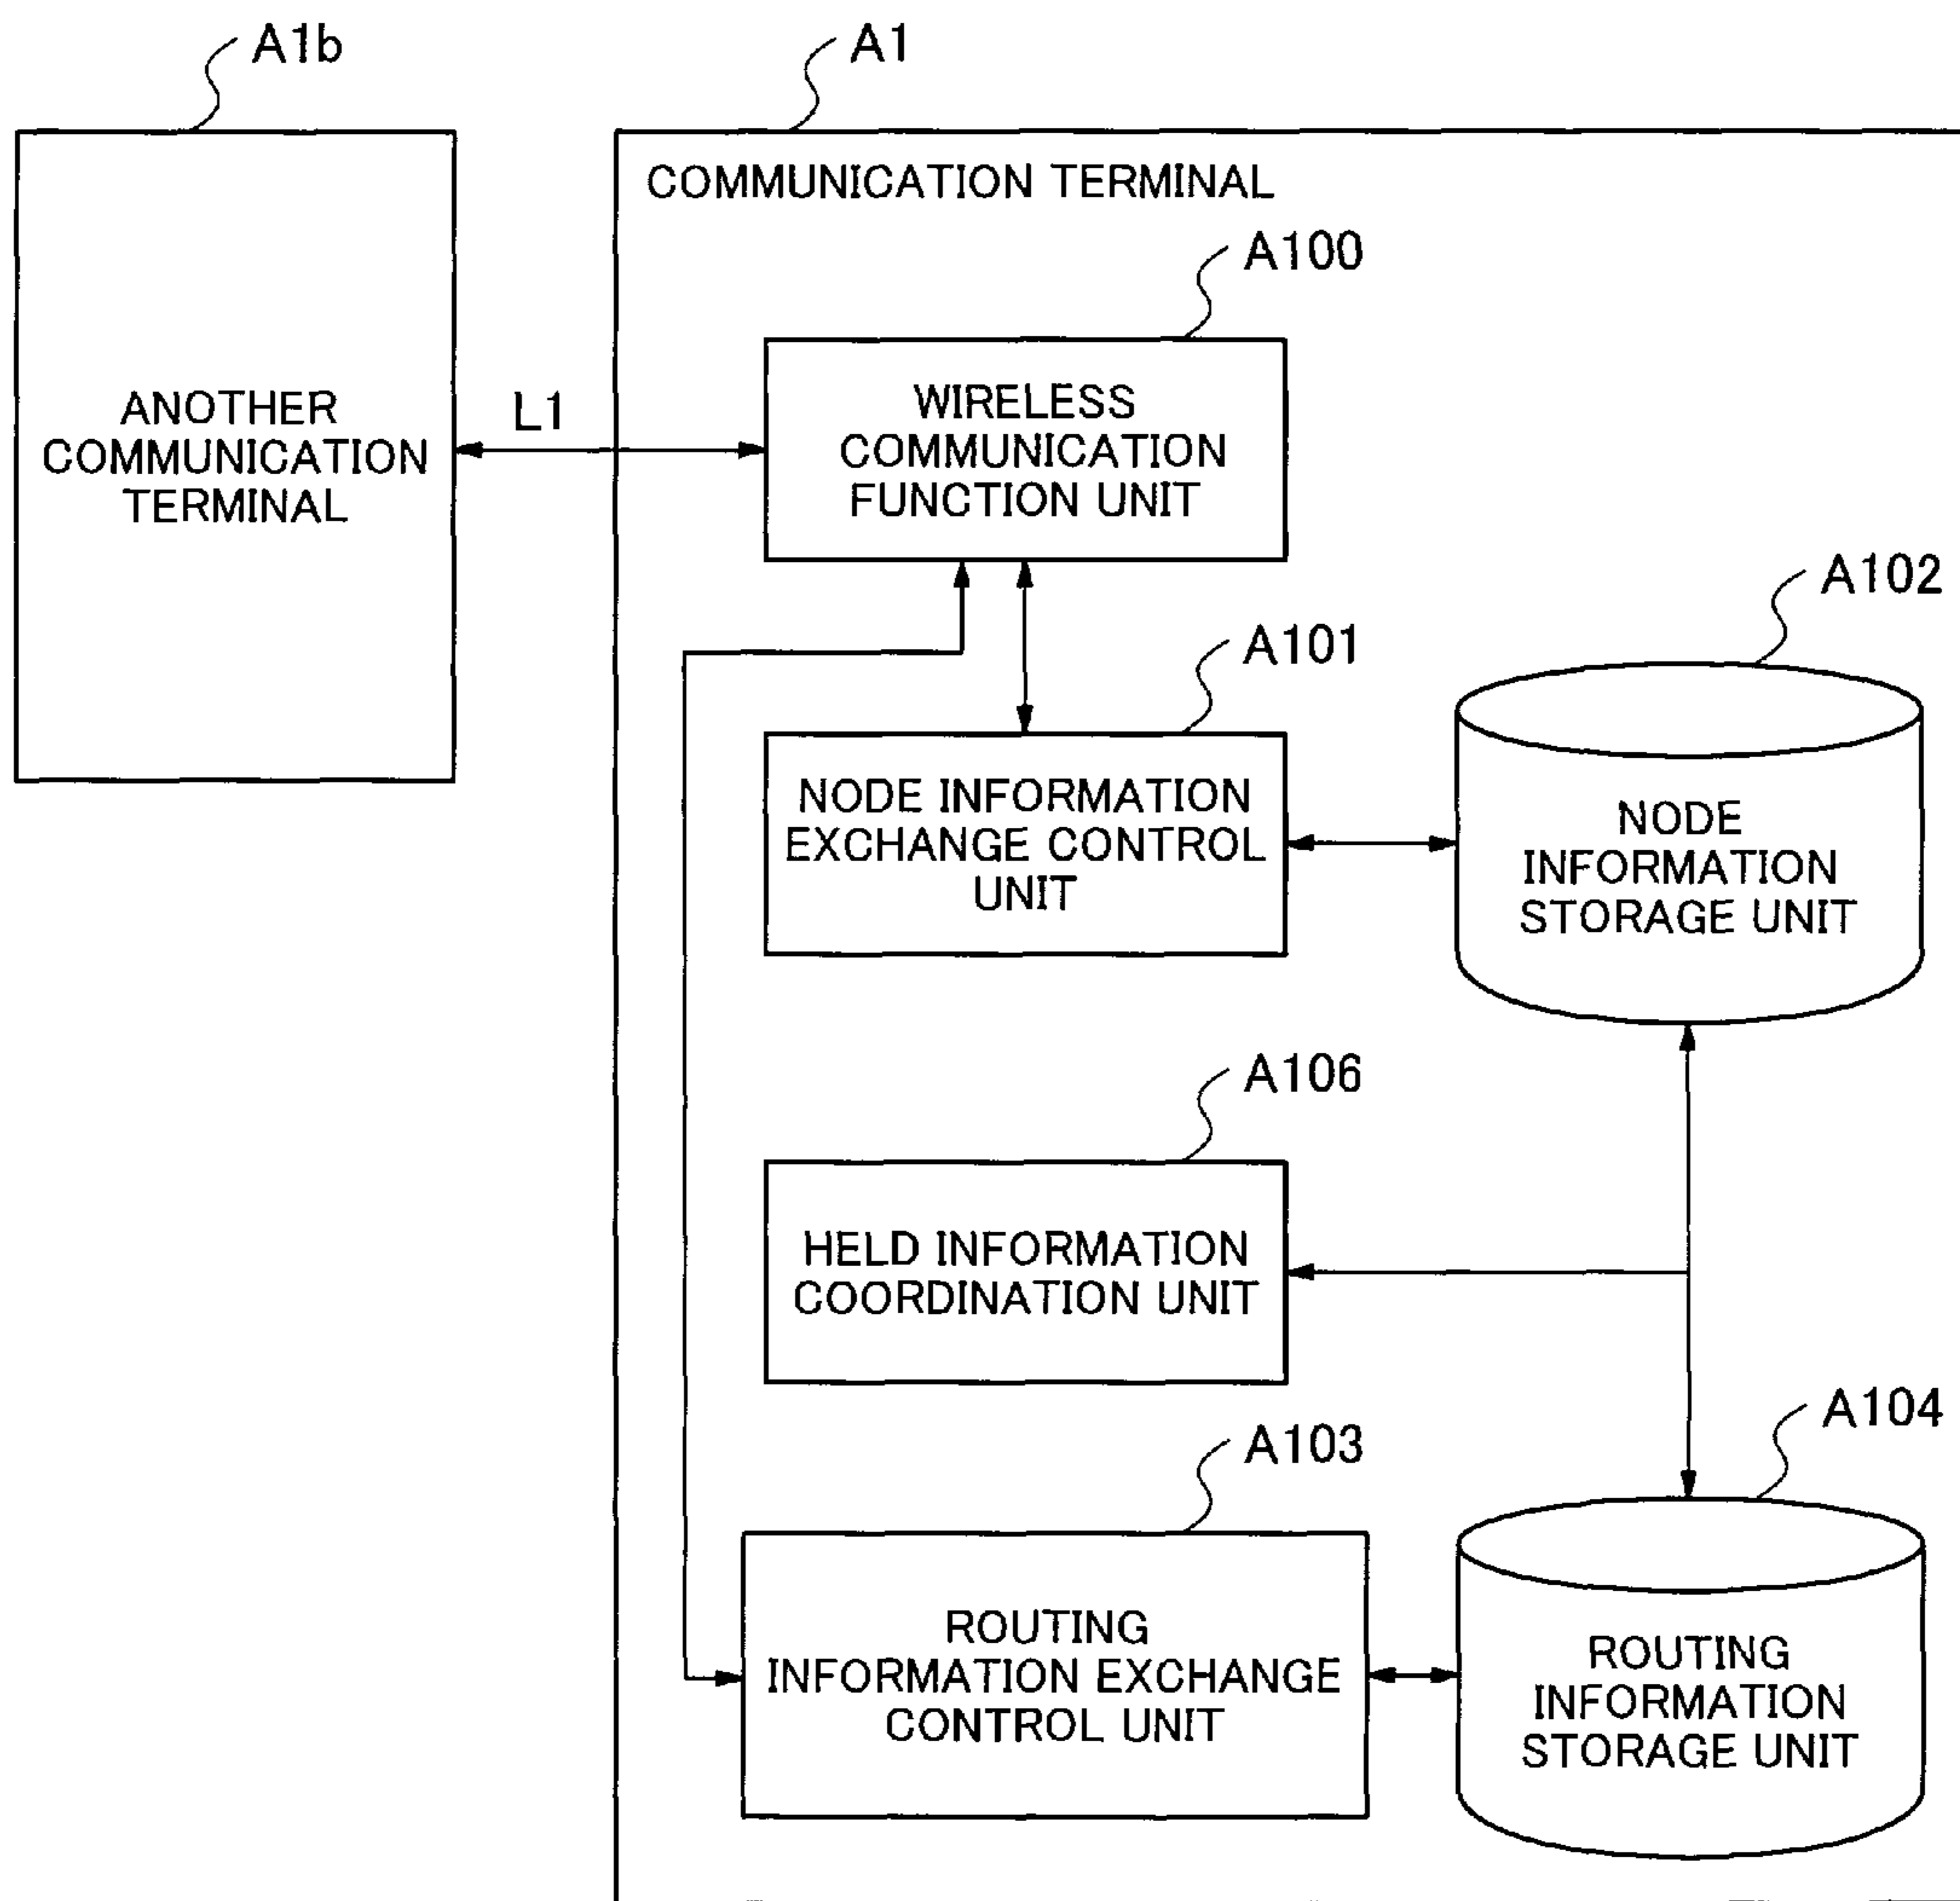 A1b
A1
COMMUNICATION TERMINAL
A100
ANOTHER
COMMUNICATION
TERMINAL
L1
WIRELESS
COMMUNICATION
FUNCTION UNIT
A102
A101
NODE INFORMATION
EXCHANGE CONTROL
UNIT
NODE
INFORMATION
STORAGE UNIT
A106
HELD INFORMATION
COORDINATION UNIT
A104
A103
ROUTING
INFORMATION EXCHANGE
CONTROL UNIT
ROUTING
INFORMATION
STORAGE UNIT